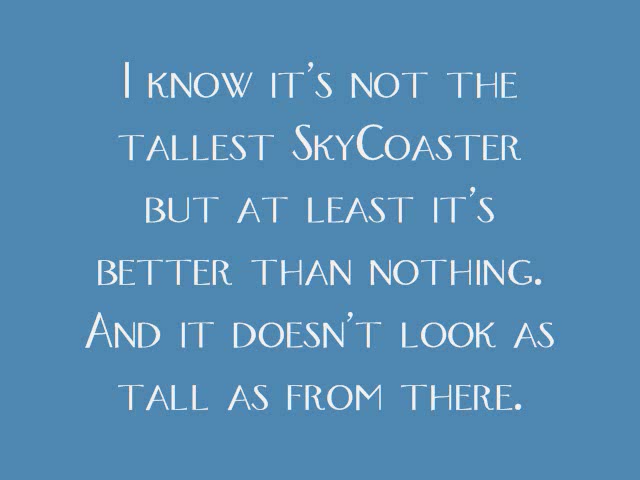 I know it's not the
tallest SkyCoaster
but at least it's
better than nothing.
And it doesn't look as
tall as from there.